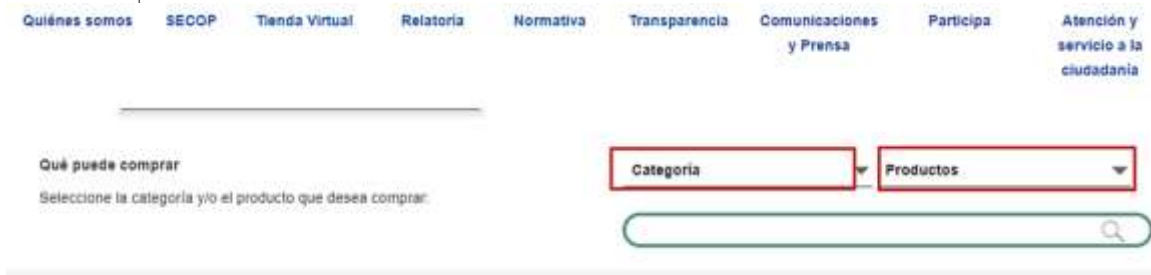 Quiénes somos SECOP Tienda Virtual Relatoría Normativa Transparencia Comunicaciones y Prensa Participa Atención y servicio a la ciudadanía
Qué puede comprar
Seleccione la categoría y/o el producto que desea comprar.
Categoría
Productos